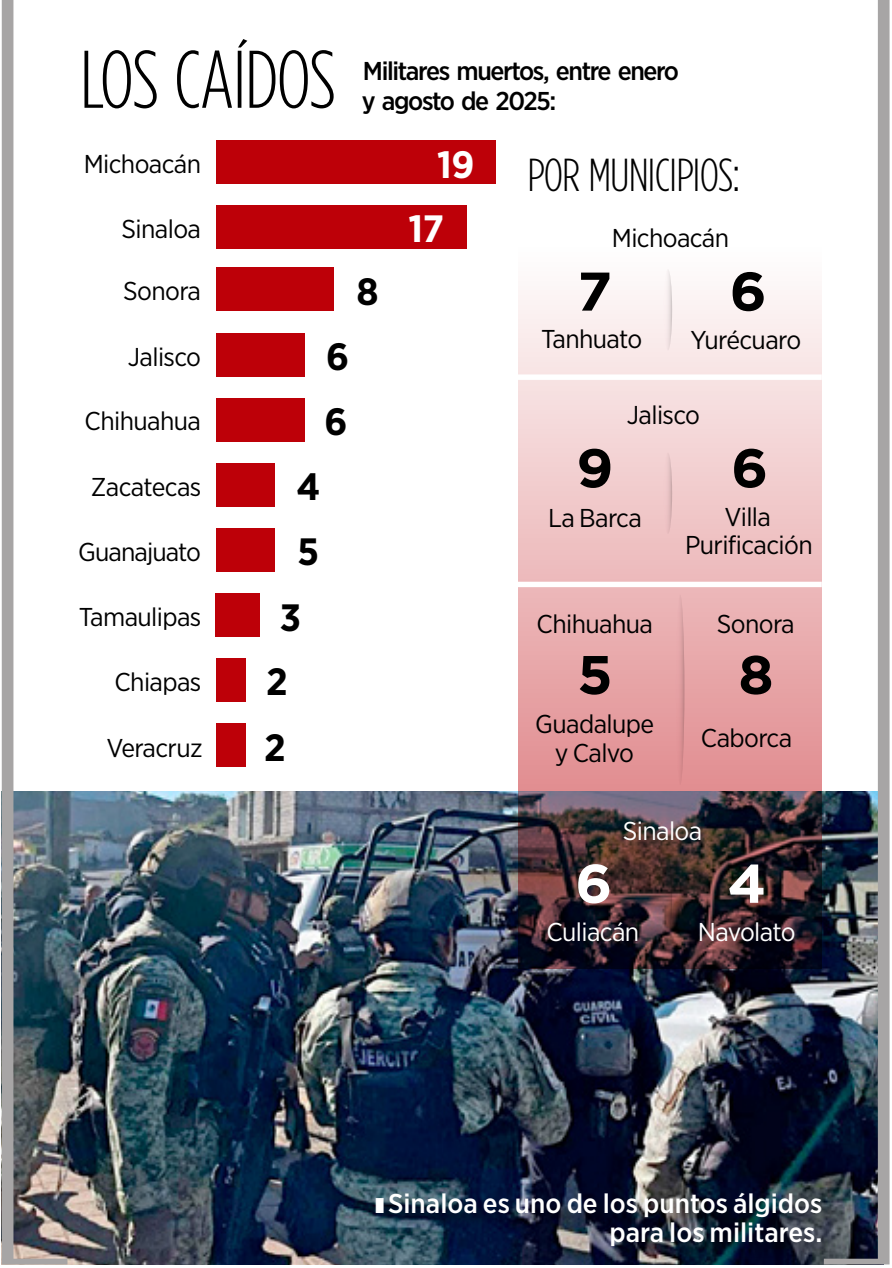 LOS CAÍDOS
Militares muertos, entre enero
y agosto de 2025:
Michoacán 19
Sinaloa 17
Sonora 8
Jalisco 6
Chihuahua 6
Zacatecas 4
Guanajuato 5
Tamaulipas 3
Chiapas 2
Veracruz 2
POR MUNICIPIOS:
Michoacán
7 6
Tanhuato Yurécuaro
Jalisco
9 6
La Barca Villa
Purificación
Chihuahua Sonora
5 8
Guadalupe
y Calvo Caborca
Sinaloa
6 4
Culiacán Navolato
GUARDIA
CIVIL
EJERCITO
Sinaloa es uno de los puntos álgidos
para los militares.